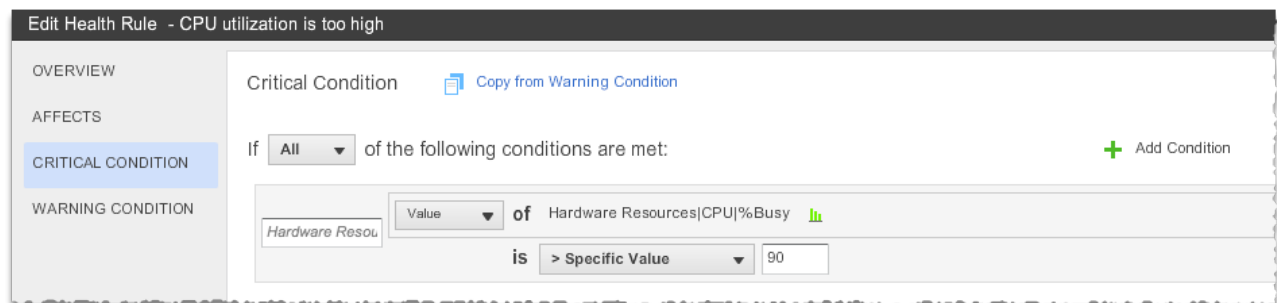 Edit Health Rule - CPU utilization is too high
OVERVIEW
AFFECTS
CRITICAL CONDITION
WARNING CONDITION
Critical Condition Copy from Warning Condition
If All of the following conditions are met: Add Condition
Hardware Resou
Value of Hardware Resources|CPU|%Busy
is > Specific Value 90